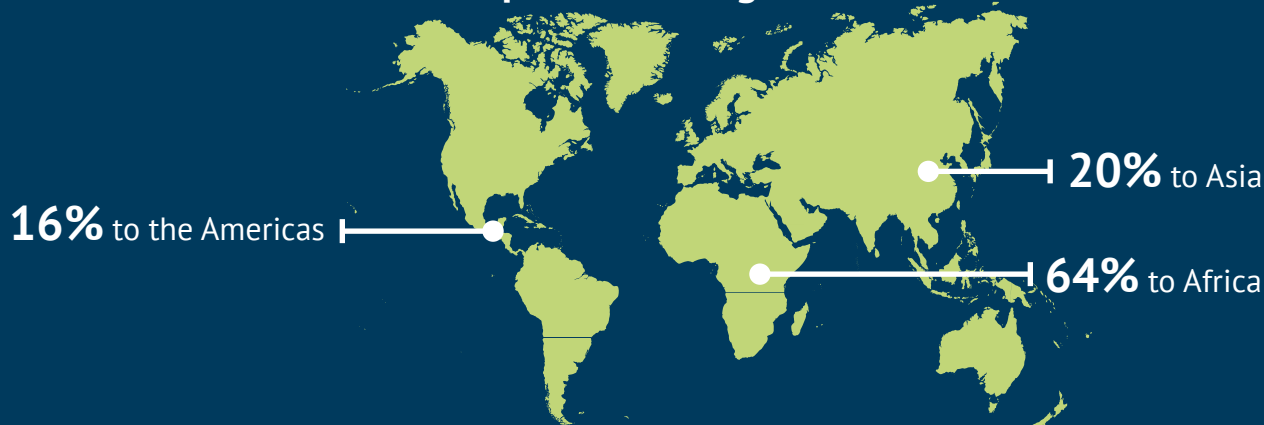 16% to the Americas
20% to Asia
64% to Africa